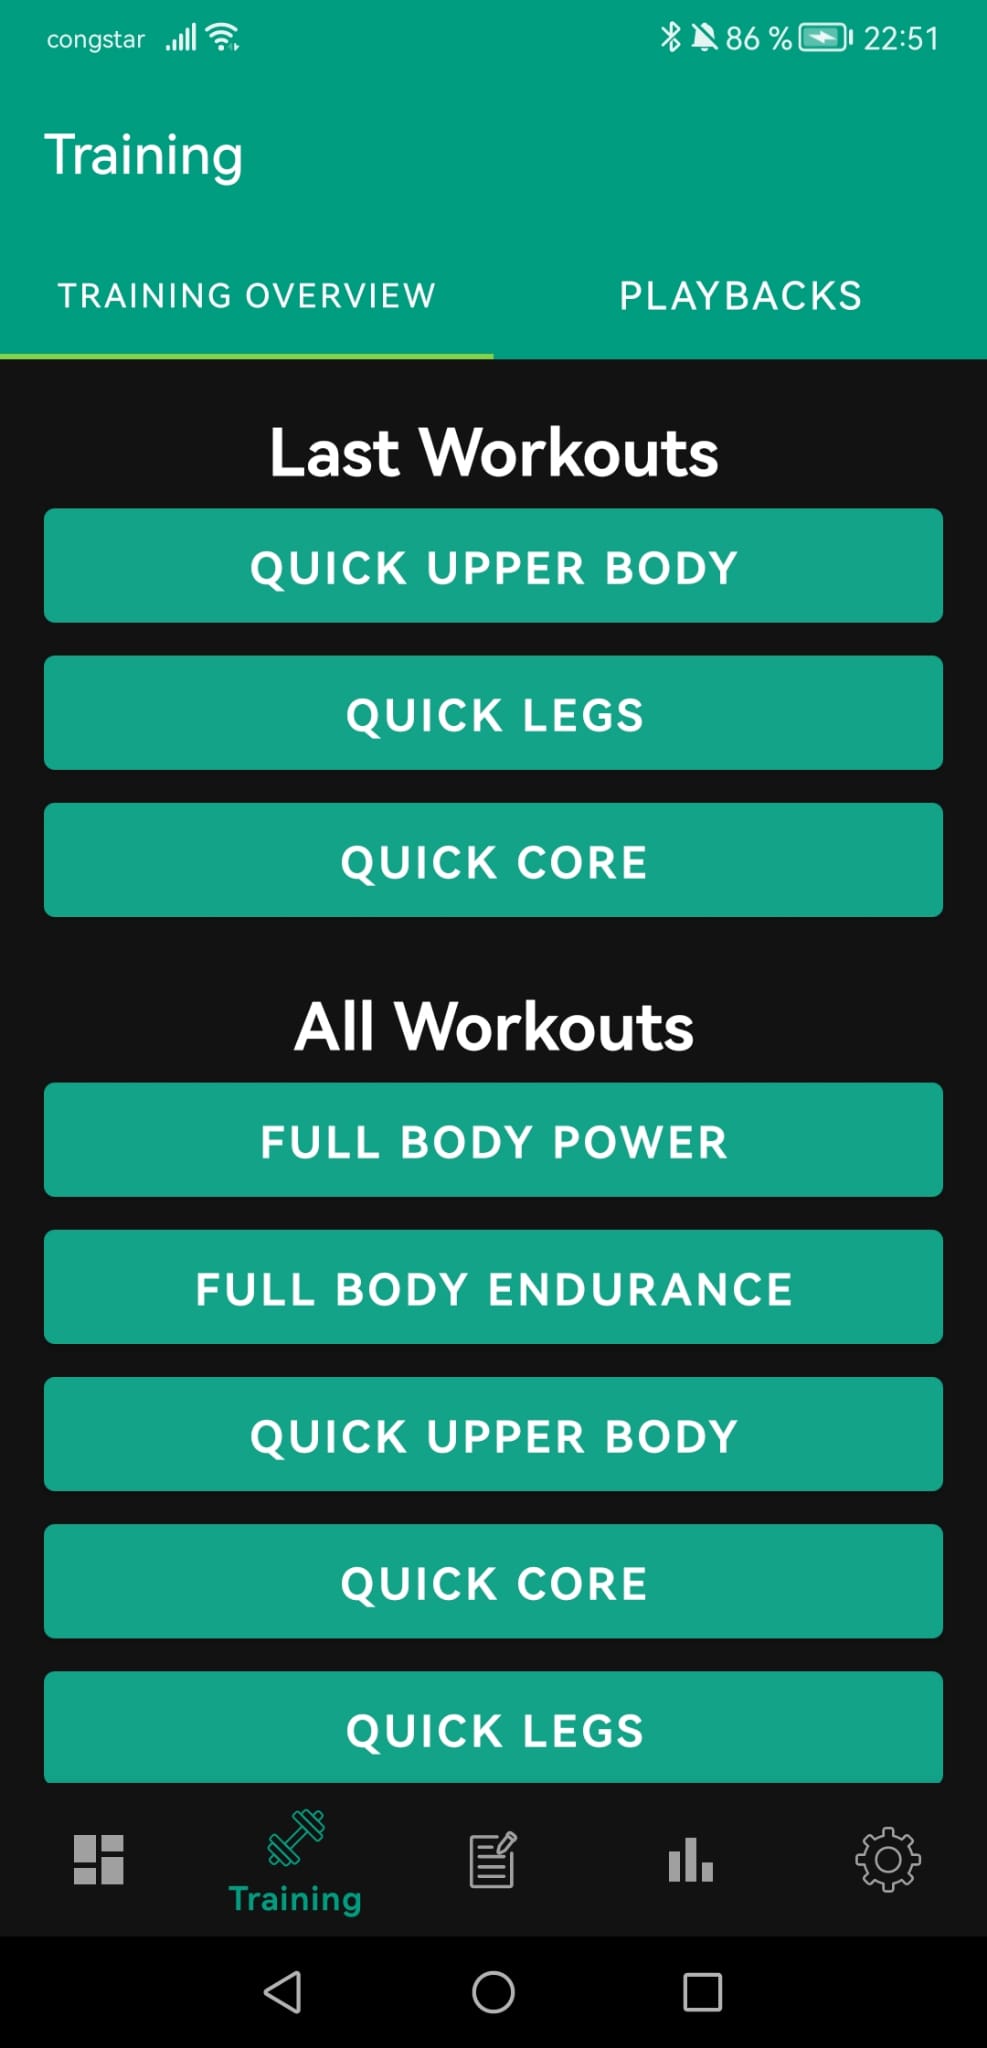 congstar 86 % 22:51
Training
TRAINING OVERVIEW PLAYBACKS
Last Workouts
QUICK UPPER BODY
QUICK LEGS
QUICK CORE
All Workouts
FULL BODY POWER
FULL BODY ENDURANCE
QUICK UPPER BODY
QUICK CORE
QUICK LEGS
Training